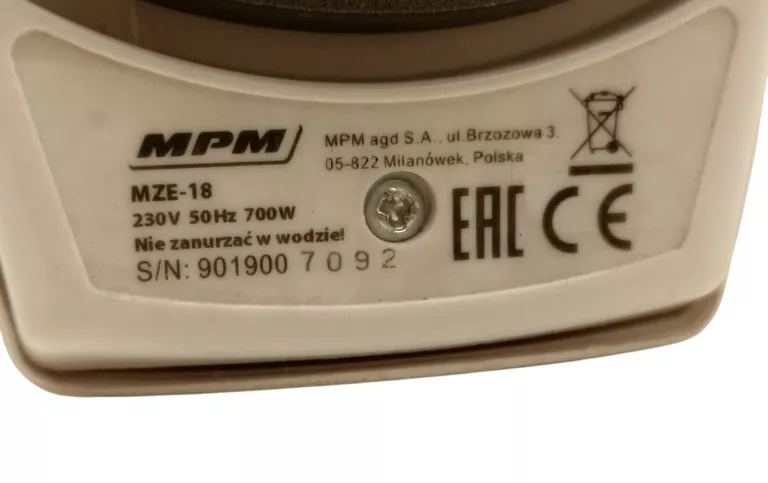 MPM
MPM agd S.A., ul.Brzozowa 3,
05-822 Milanówek, Polska
MZE-18
230V 50Hz 700W
Nie zanurzać w wodzie!
S/N: 901900 7092
EAC CE